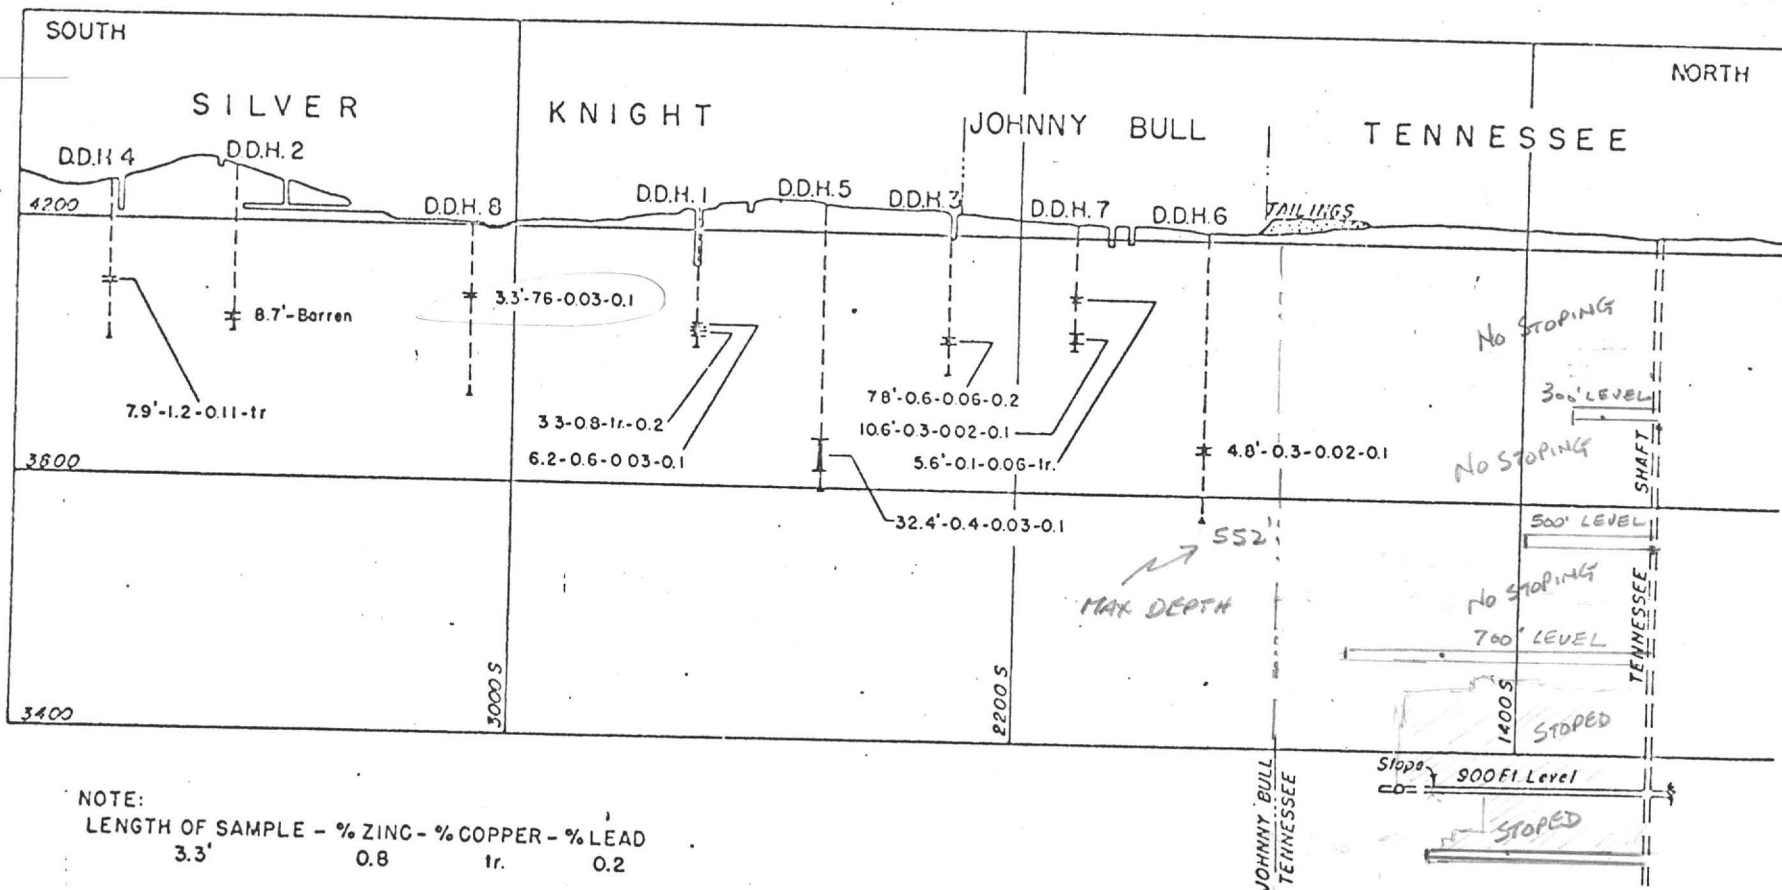 SOUTH
NORTH
SILVER KNIGHT
JOHNNY BULL
TENNESSEE
D.D.H 4
D.D.H. 2
D.D.H. 8
D.D.H. 1
D.D.H. 5
D.D.H. 3
D.D.H. 7
D.D.H. 6
TAILINGS
4200
3.3'-76-0.03-0.1
8.7'-Barren
No STOPING
300' LEVEL
7.9'-1.2-0.11-tr
3.3-0.8-tr.-0.2
6.2-0.6-0.03-0.1
7.8'-0.6-0.06-0.2
10.6'-0.3-0.02-0.1
5.6'-0.1-0.06-tr.
4.8'-0.3-0.02-0.1
No STOPING
3800
32.4'-0.4-0.03-0.1
552'
MAX DEPTH
500' LEVEL
No STOPING
700' LEVEL
TENNESSEE SHAFT
3400
3000 S
2200 S
1400 S
STOPED
Slope
900 Ft. Level
STOPED
JOHNNY BULL
TENNESSEE
NOTE:
LENGTH OF SAMPLE - % ZINC - % COPPER - % LEAD
3.3' 0.8 tr. 0.2